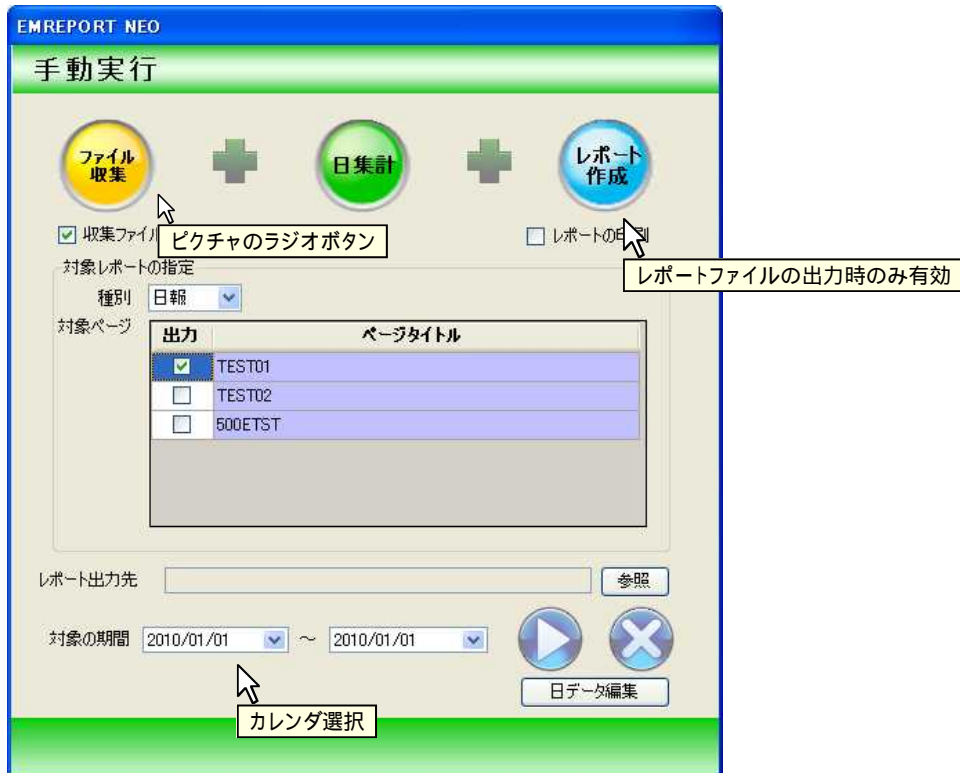 EMREPORT NEO
手動実行
ファイル
収集
日集計
レポート
作成
収集ファイ
ピクチャのラジオボタン
レポートの
レポートファイルの出力時のみ有効
対象レポートの指定
種別 日報
対象ページ
出力 ページタイトル
TEST01
TEST02
500ETST
レポート出力先 参照
対象の期間 2010/01/01 ～ 2010/01/01
日データ編集
カレンダ選択